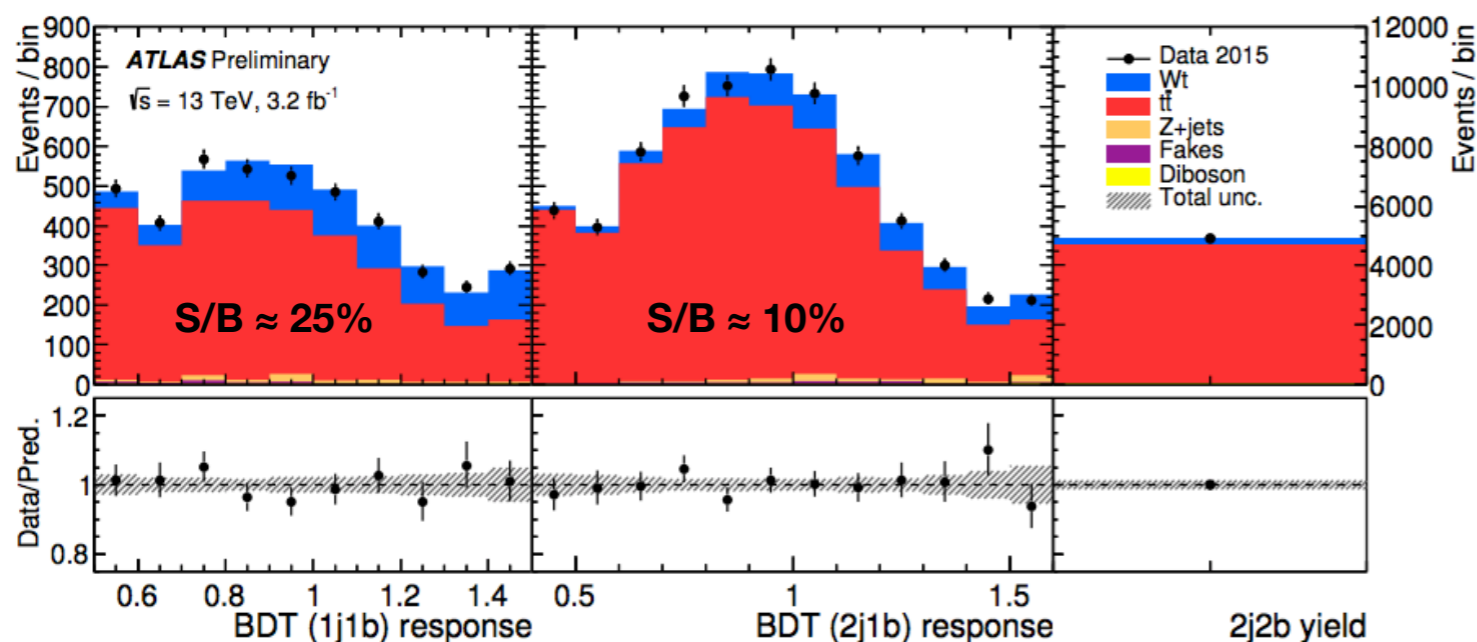 Events / bin
900
800
700
600
500
400
300
200
100
0
ATLAS Preliminary
√s = 13 TeV, 3.2 fb⁻¹
S/B ≈ 25%
S/B ≈ 10%
Data 2015
Wt
tt̄
Z+jets
Fakes
Diboson
Total unc.
12000
10000
8000
6000
4000
2000
0
Events / bin
Data/Pred.
1.2
1
0.8
0.6 0.8 1 1.2 1.4
BDT (1j1b) response
0.5 1 1.5
BDT (2j1b) response
2j2b yield